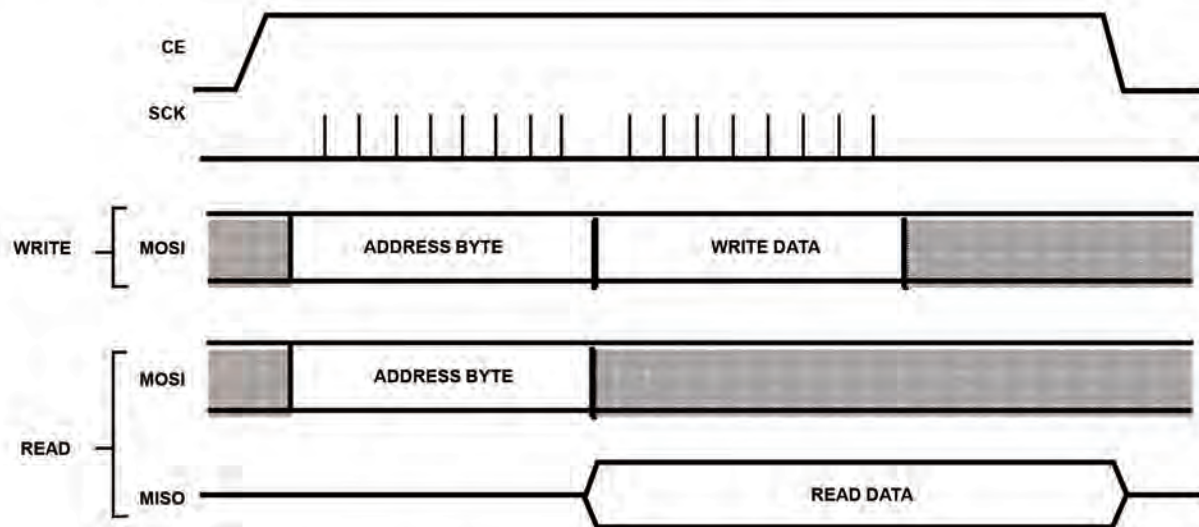 CE
SCK
WRITE
MOSI
ADDRESS BYTE
WRITE DATA
MOSI
ADDRESS BYTE
READ
MISO
READ DATA